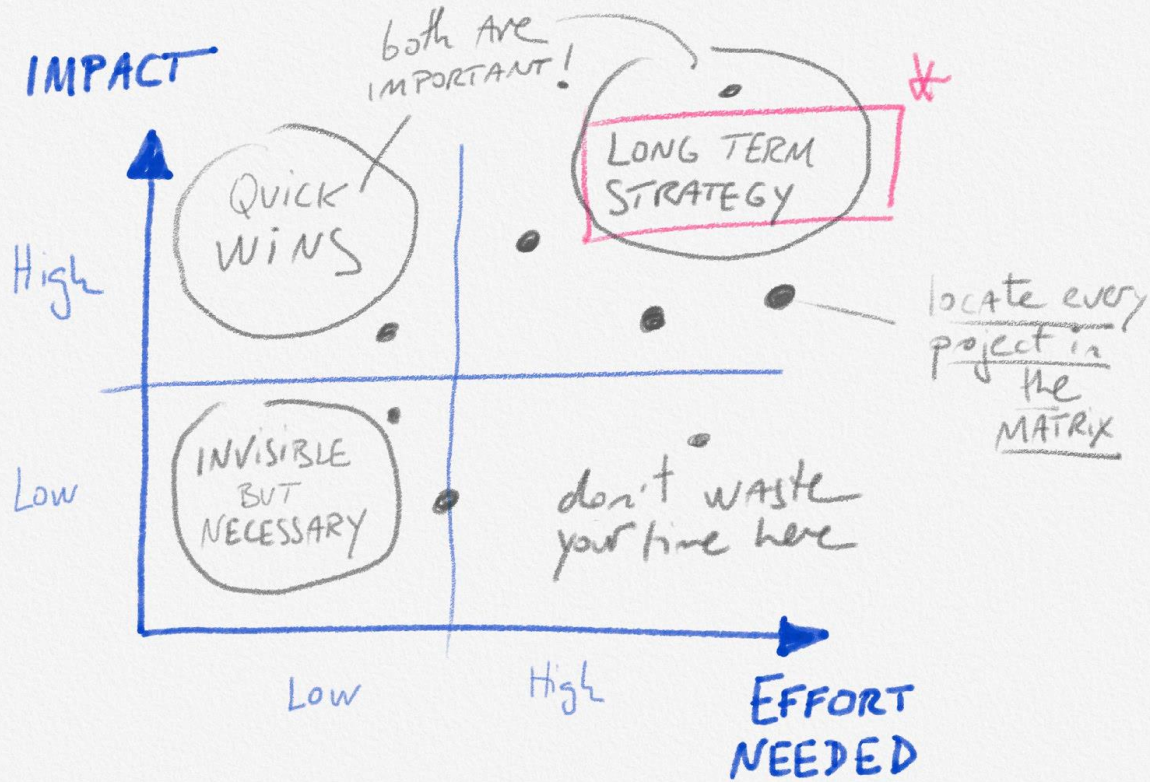 both are
IMPORTANT!
IMPACT
QUICK
WINS
LONG TERM
STRATEGY
High
locate every
project in
the
MATRIX
INVISIBLE
BUT
NECESSARY
Low
don't waste
your time here
Low
High
EFFORT
NEEDED